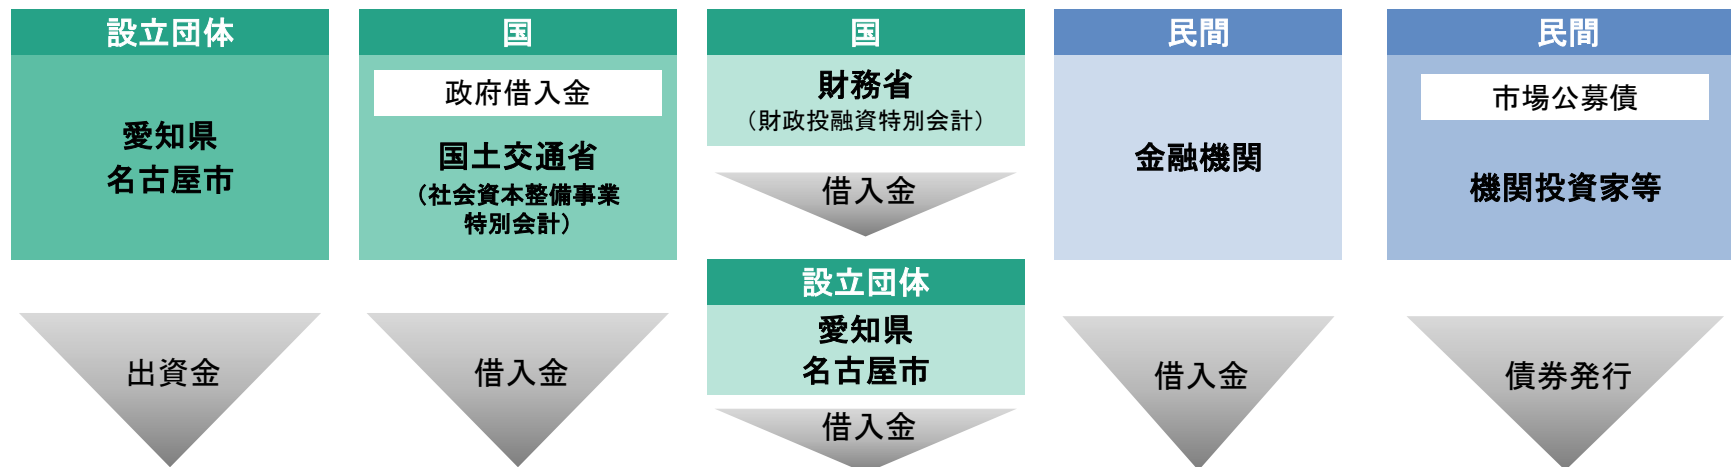 設立団体
愛知県
名古屋市
出資金
国
政府借入金
国土交通省
（社会資本整備事業
特別会計）
借入金
国
財務省
（財政投融資特別会計）
借入金
設立団体
愛知県
名古屋市
借入金
民間
金融機関
借入金
民間
市場公募債
機関投資家等
債券発行